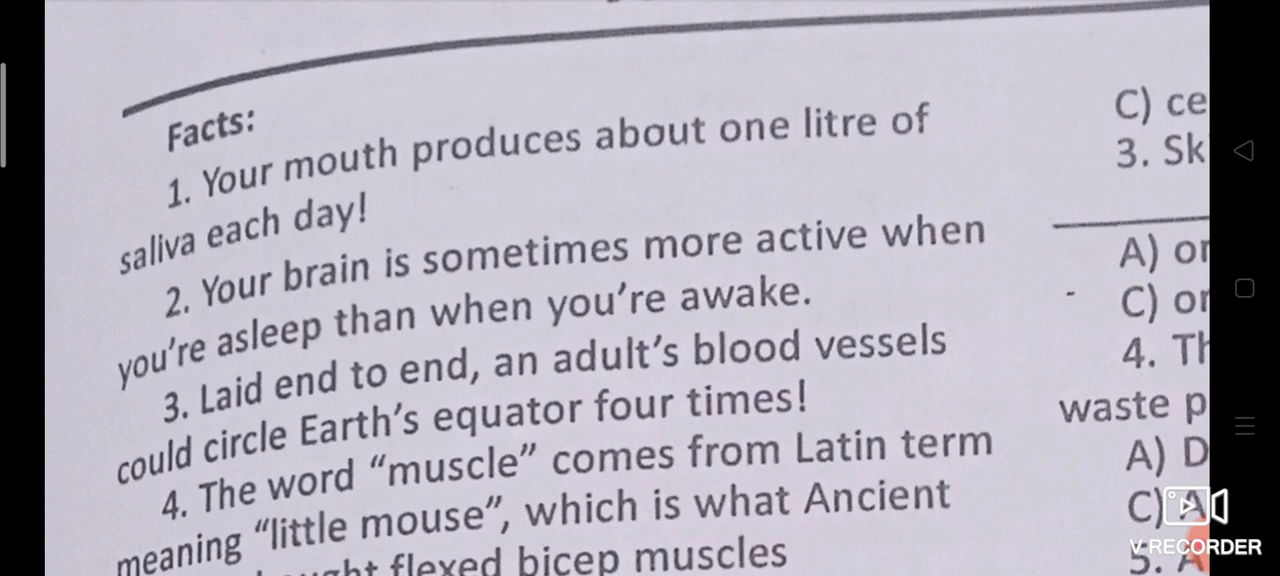 Facts:
1. Your mouth produces about one litre of
saliva each day!
2. Your brain is sometimes more active when
you're asleep than when you're awake.
3. Laid end to end, an adult's blood vessels
could circle Earth's equator four times!
4. The word “muscle” comes from Latin term
meaning “little mouse”, which is what Ancient
flexed bicep muscles
C) ce
3. Sk
A) or
C) or
4. Th
waste p
A) D
C) A
5. A
V RECORDER